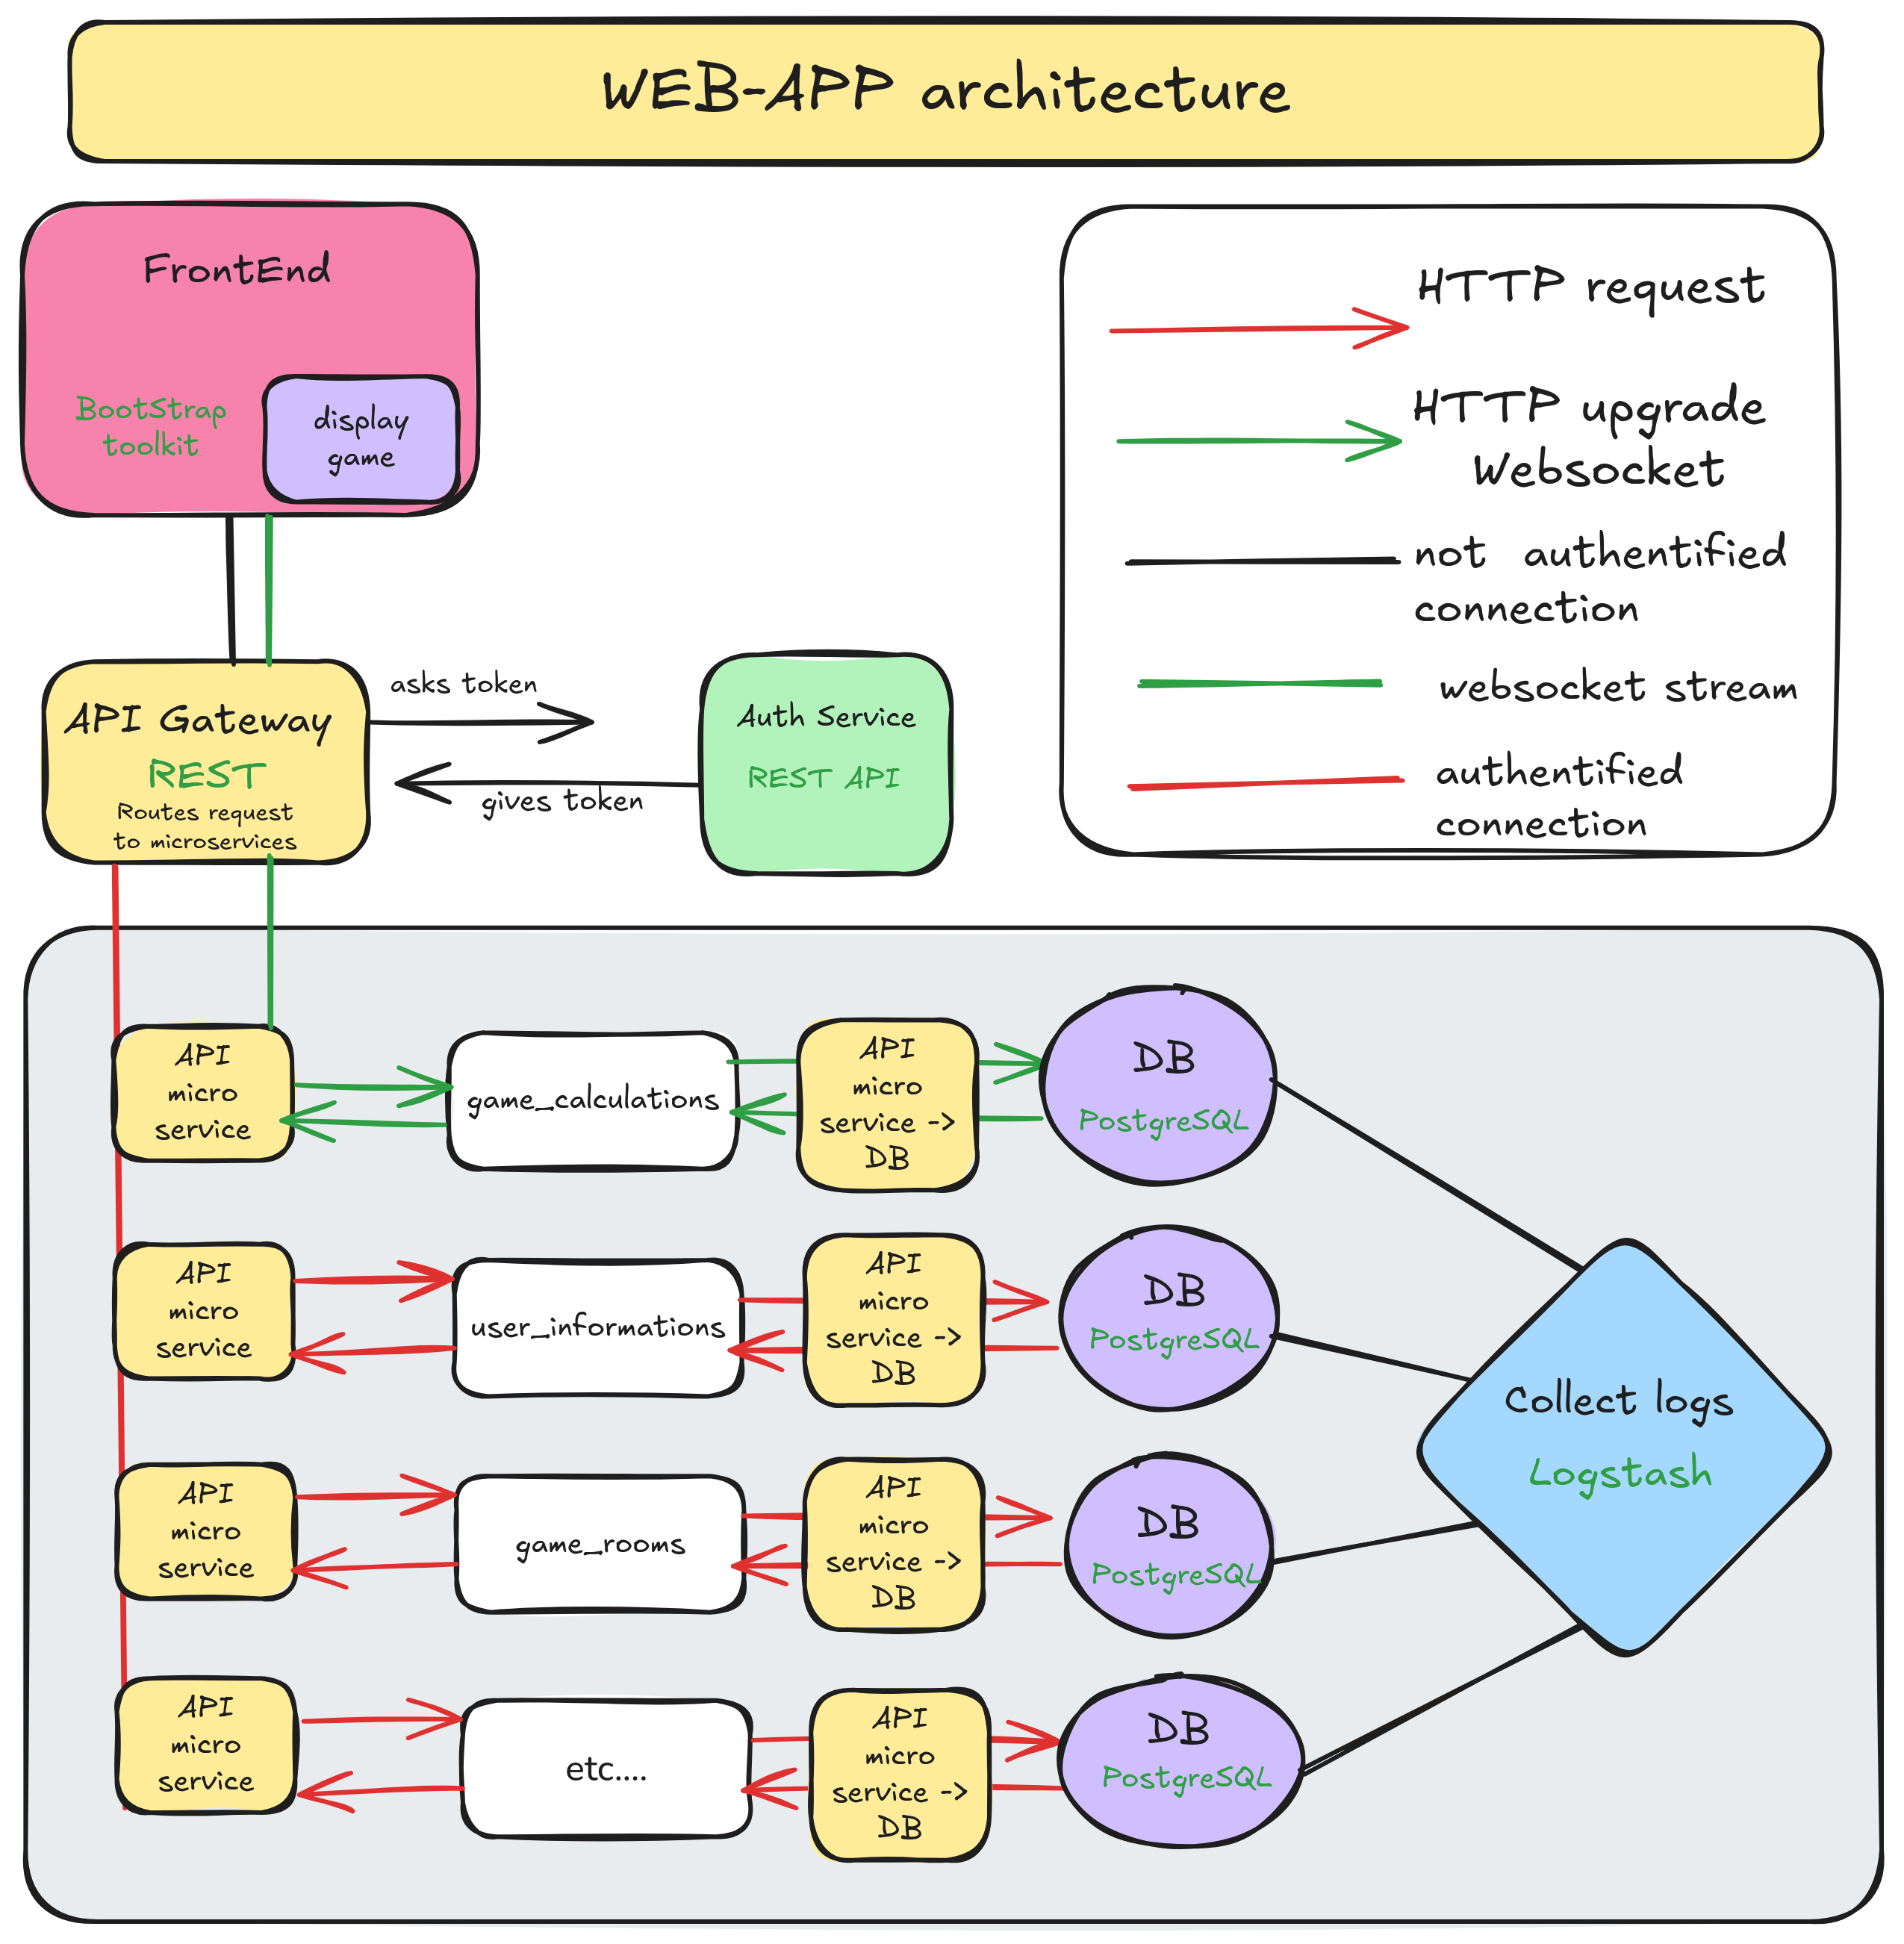 WEB-APP architecture
FrontEnd
BootStrap
toolkit
display
game
HTTP request
HTTP upgrade
Websocket
not authentified
connection
websocket stream
authentified
connection
API Gateway
REST
Routes request
to microservices
asks token
gives token
Auth Service
REST API
API
micro
service
game_calculations
API
micro
service ->
DB
DB
PostgreSQL
API
micro
service
user_informations
API
micro
service ->
DB
DB
PostgreSQL
Collect logs
Logstash
API
micro
service
game_rooms
API
micro
service ->
DB
DB
PostgreSQL
API
micro
service
etc....
API
micro
service ->
DB
DB
PostgreSQL